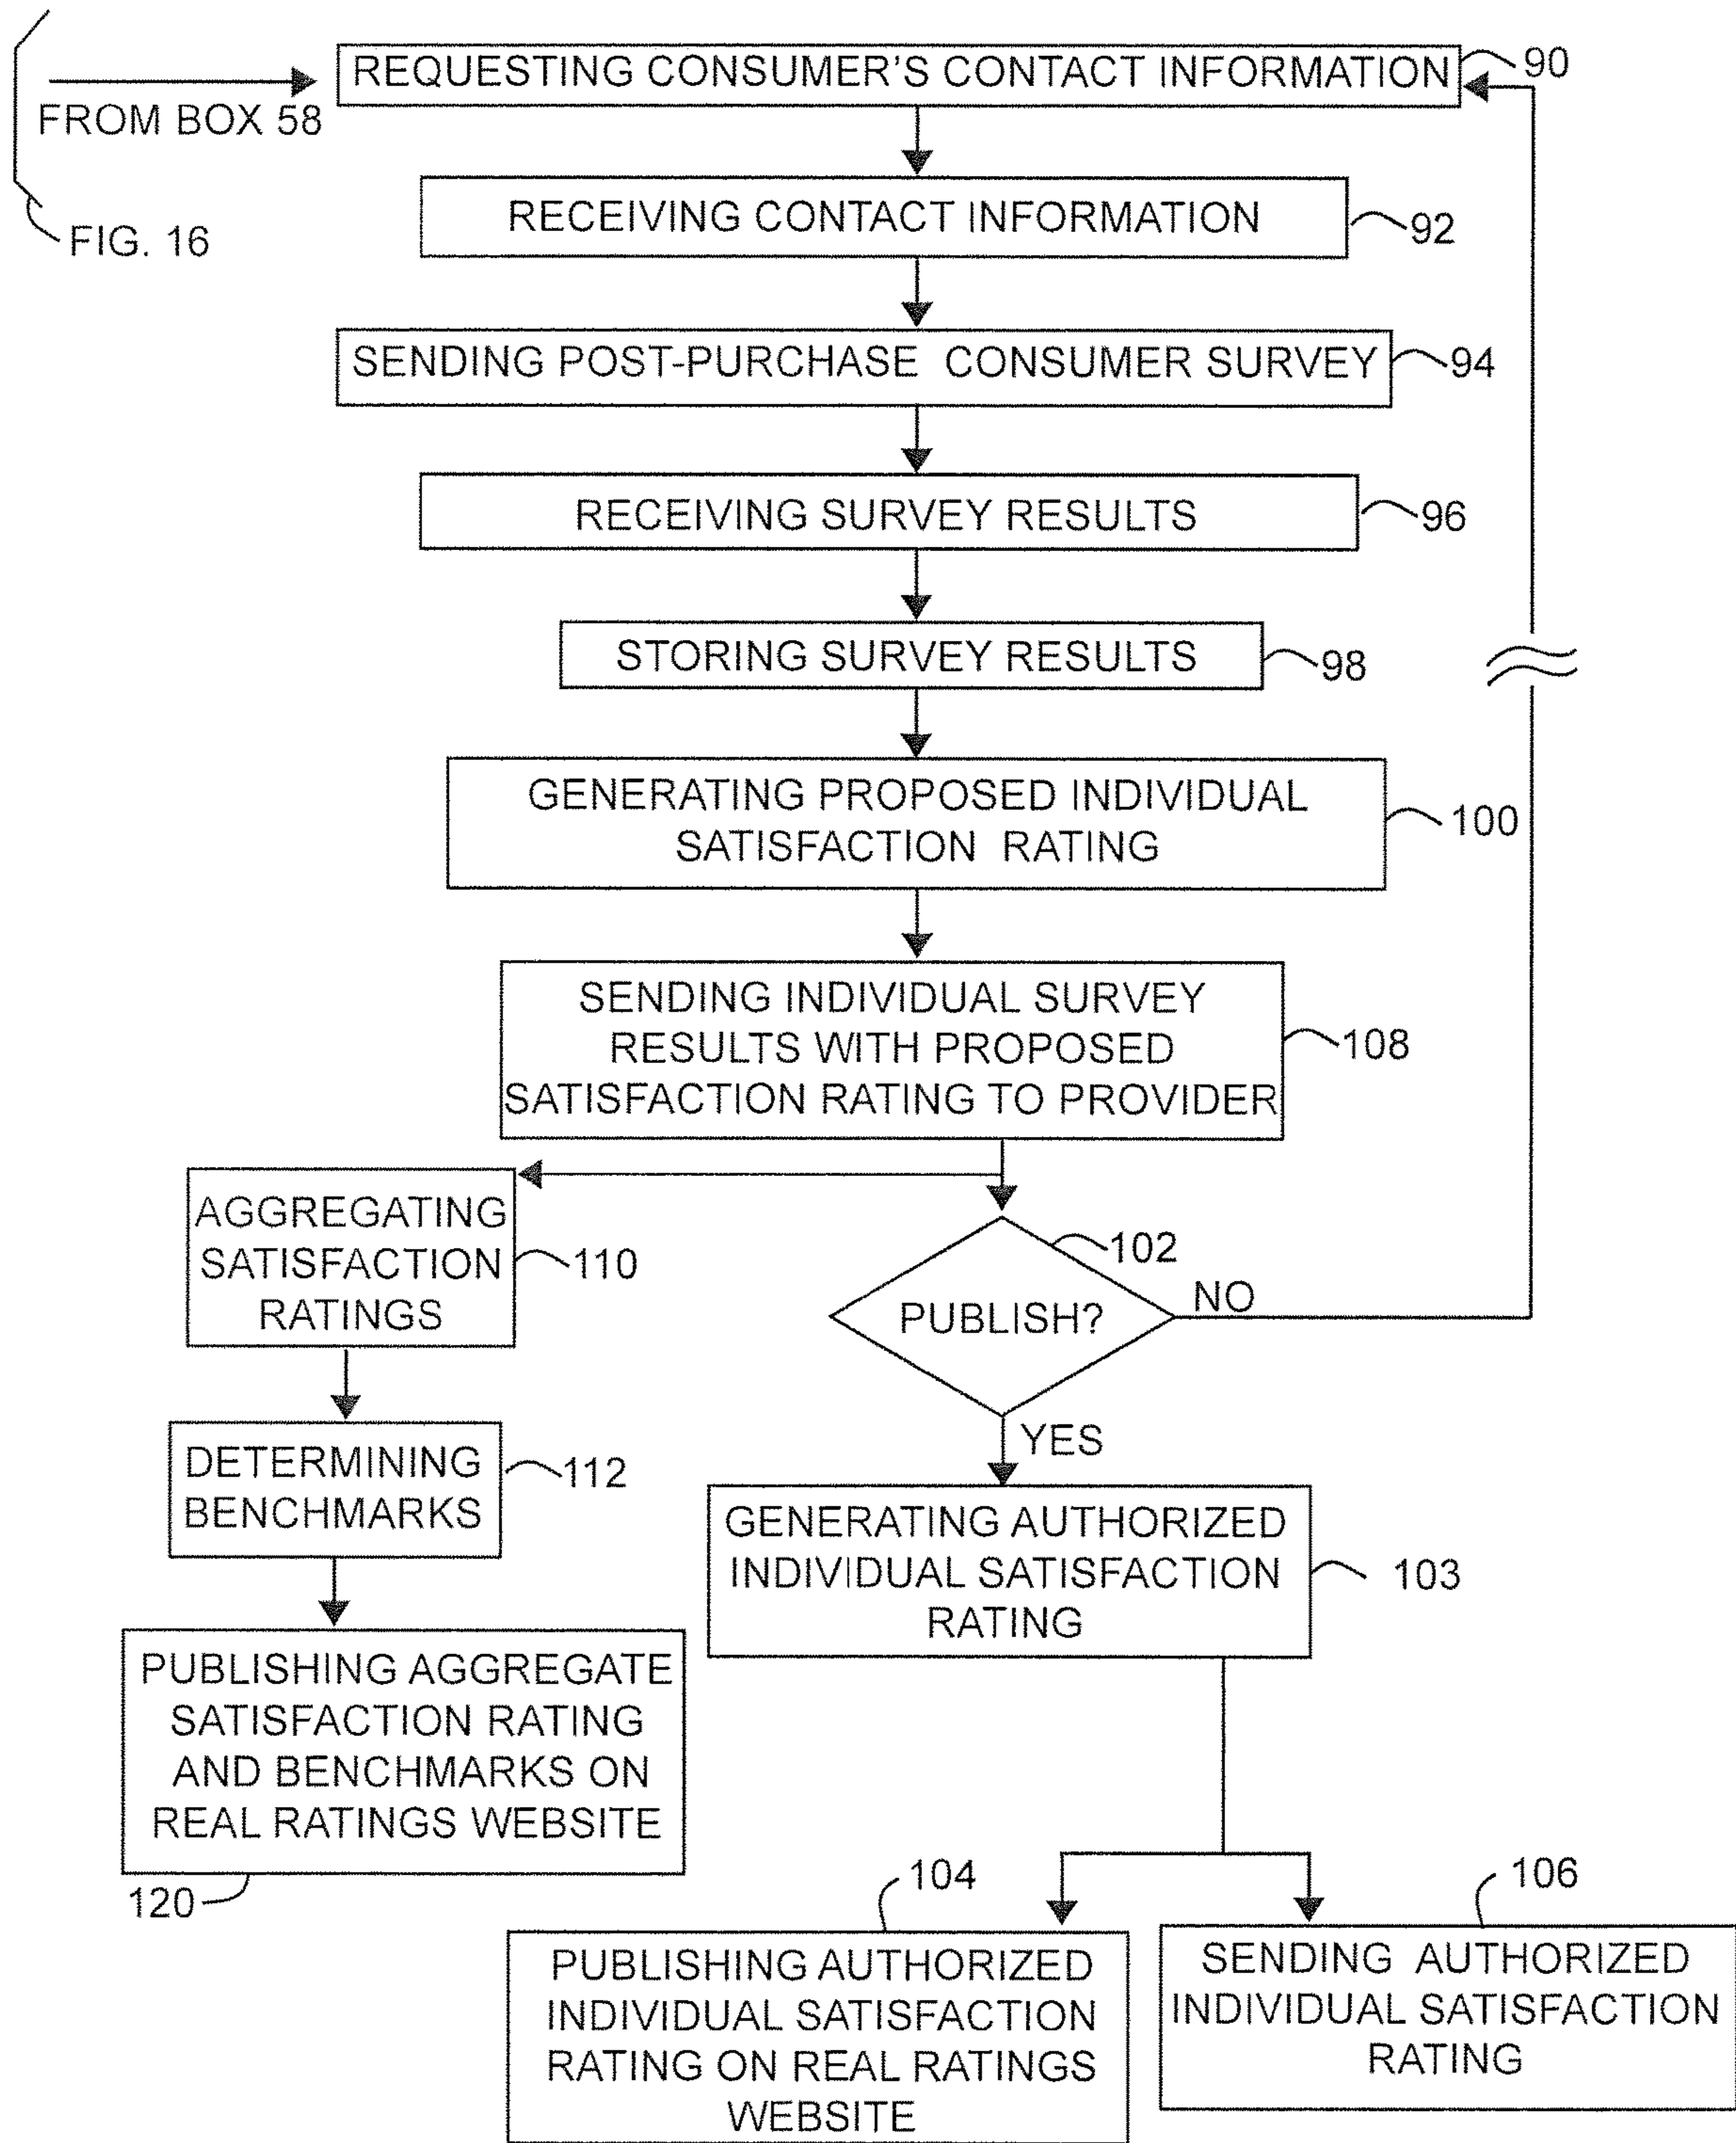 REQUESTING CONSUMER'S CONTACT INFORMATION
90
FROM BOX 58
FIG. 16
RECEIVING CONTACT INFORMATION
92
SENDING POST-PURCHASE CONSUMER SURVEY
94
RECEIVING SURVEY RESULTS
96
STORING SURVEY RESULTS
98
GENERATING PROPOSED INDIVIDUAL
SATISFACTION RATING
100
SENDING INDIVIDUAL SURVEY
RESULTS WITH PROPOSED
SATISFACTION RATING TO PROVIDER
108
AGGREGATING
SATISFACTION
RATINGS
110
102
PUBLISH?
NO
YES
DETERMINING
BENCHMARKS
112
GENERATING AUTHORIZED
INDIVIDUAL SATISFACTION
RATING
103
PUBLISHING AGGREGATE
SATISFACTION RATING
AND BENCHMARKS ON
REAL RATINGS WEBSITE
120
104
PUBLISHING AUTHORIZED
INDIVIDUAL SATISFACTION
RATING ON REAL RATINGS
WEBSITE
106
SENDING AUTHORIZED
INDIVIDUAL SATISFACTION
RATING